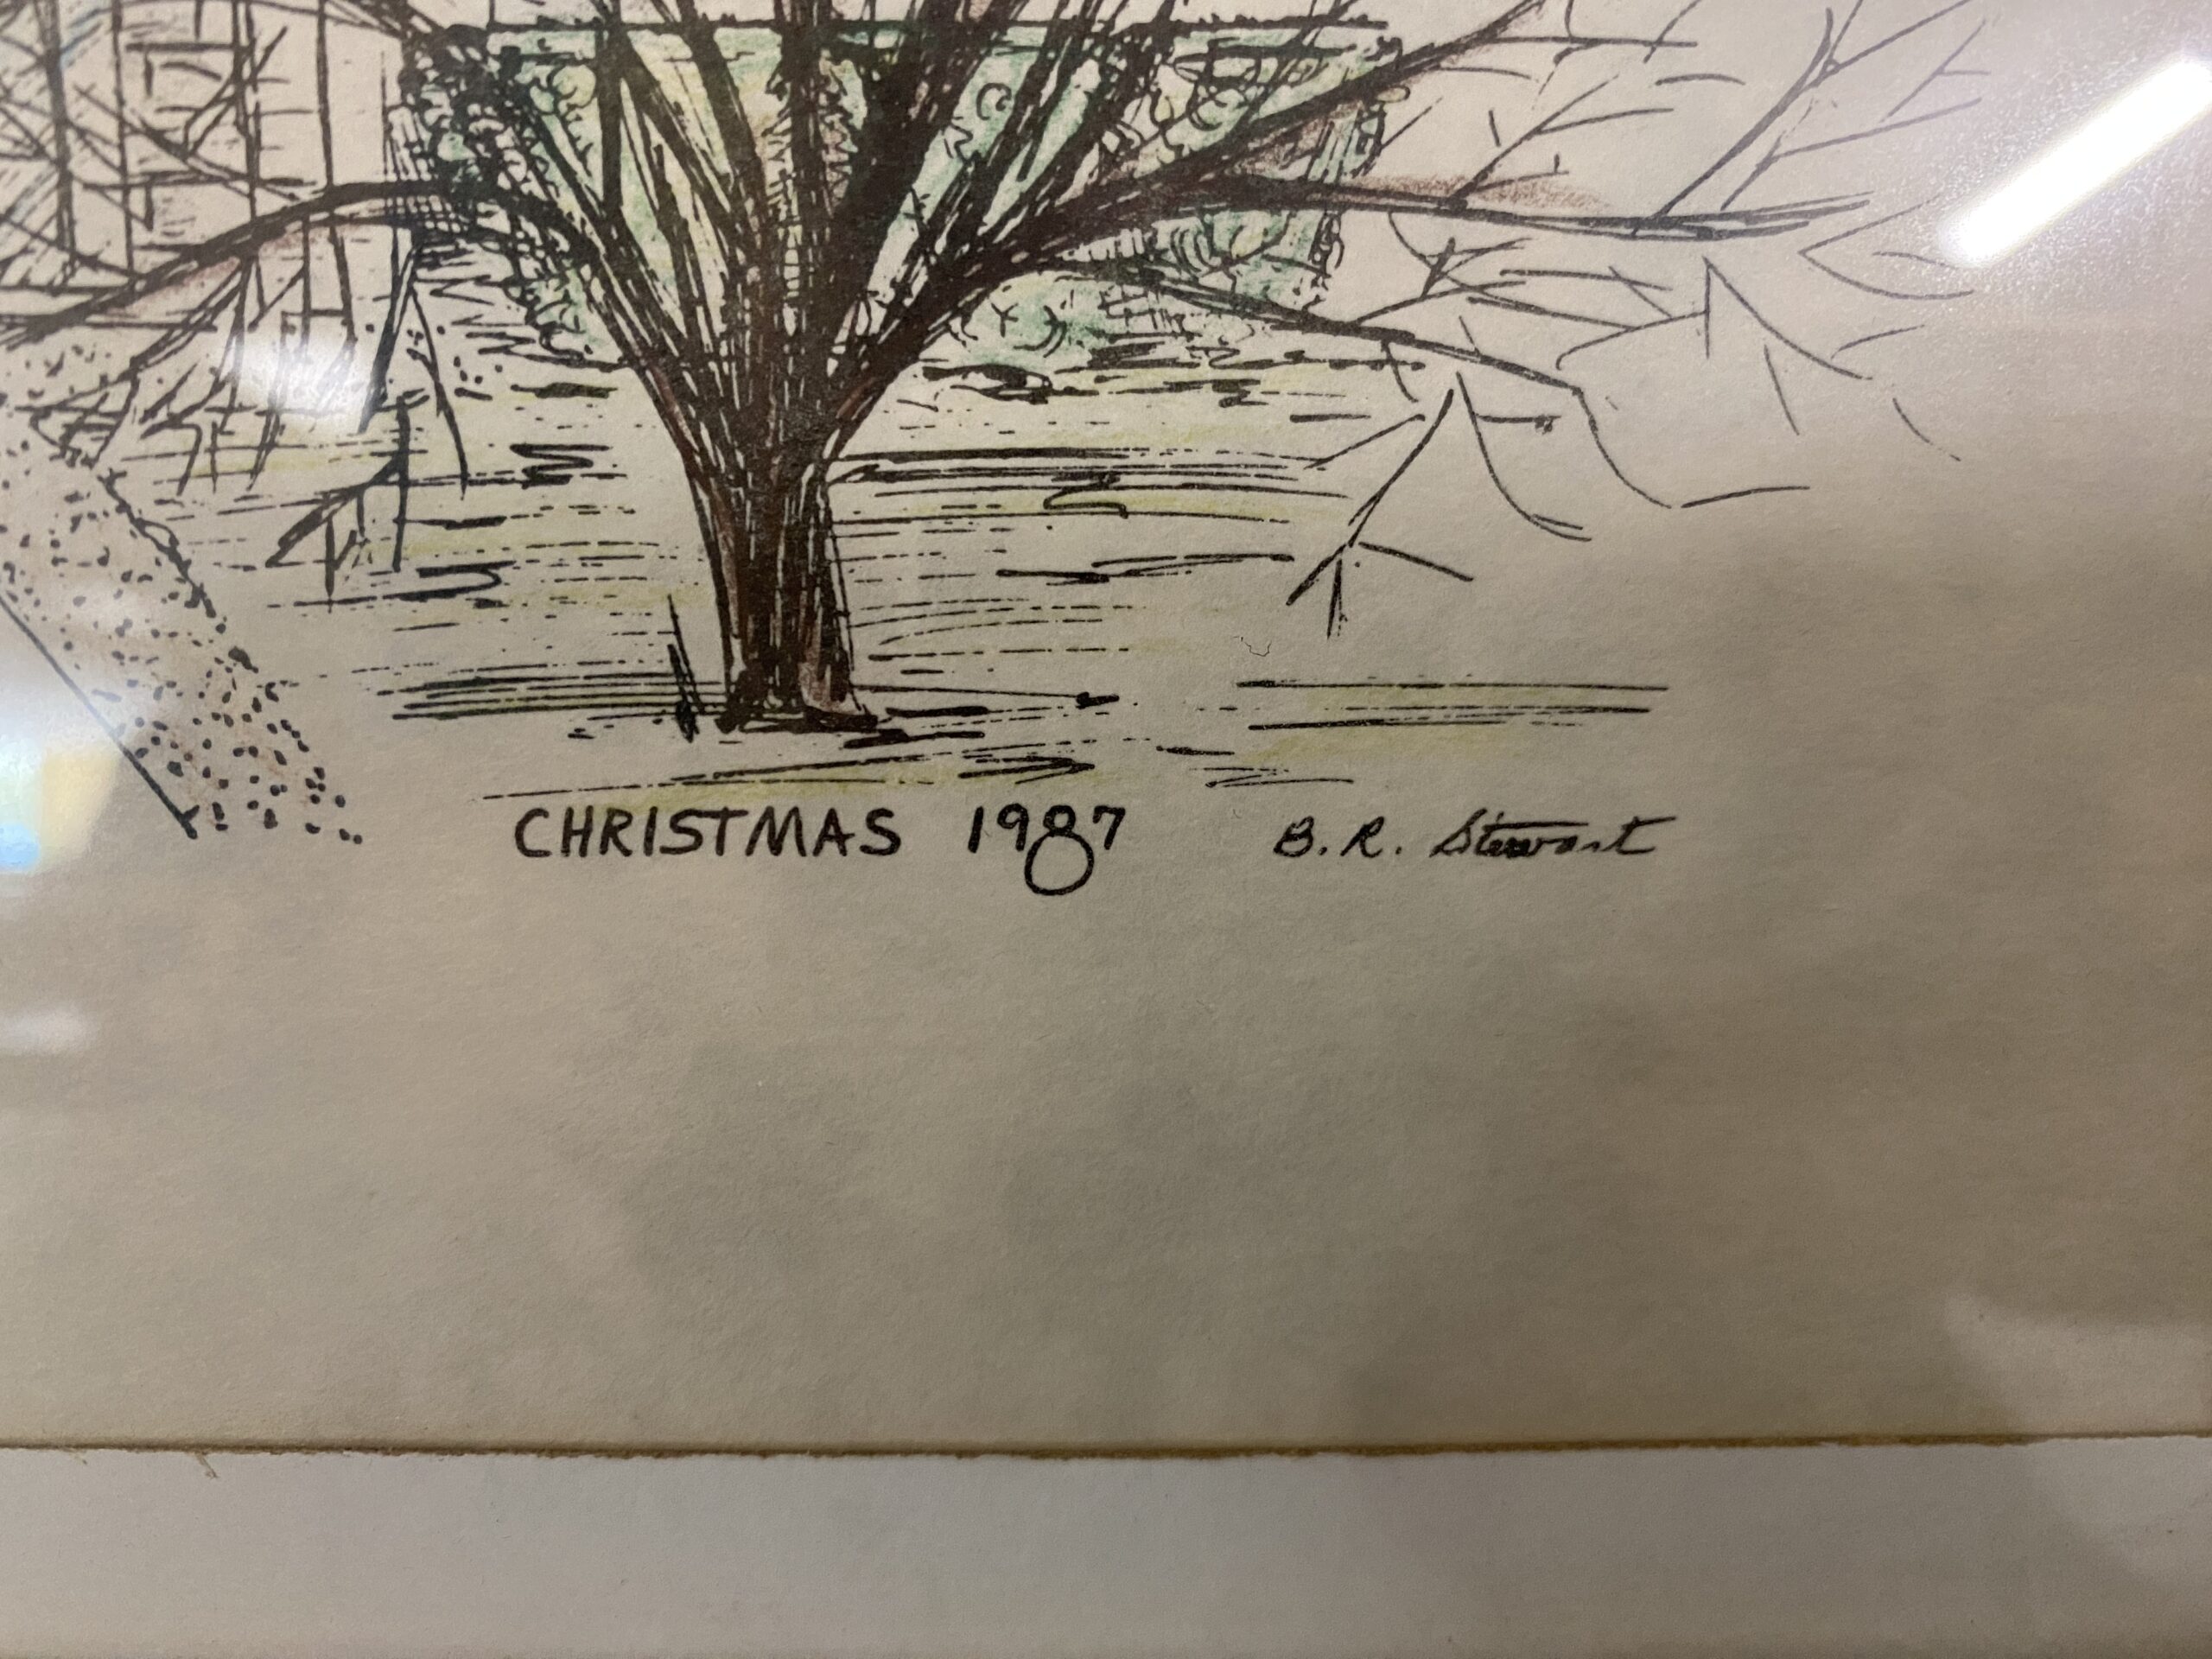 CHRISTMAS 1987 B.R. Stewart